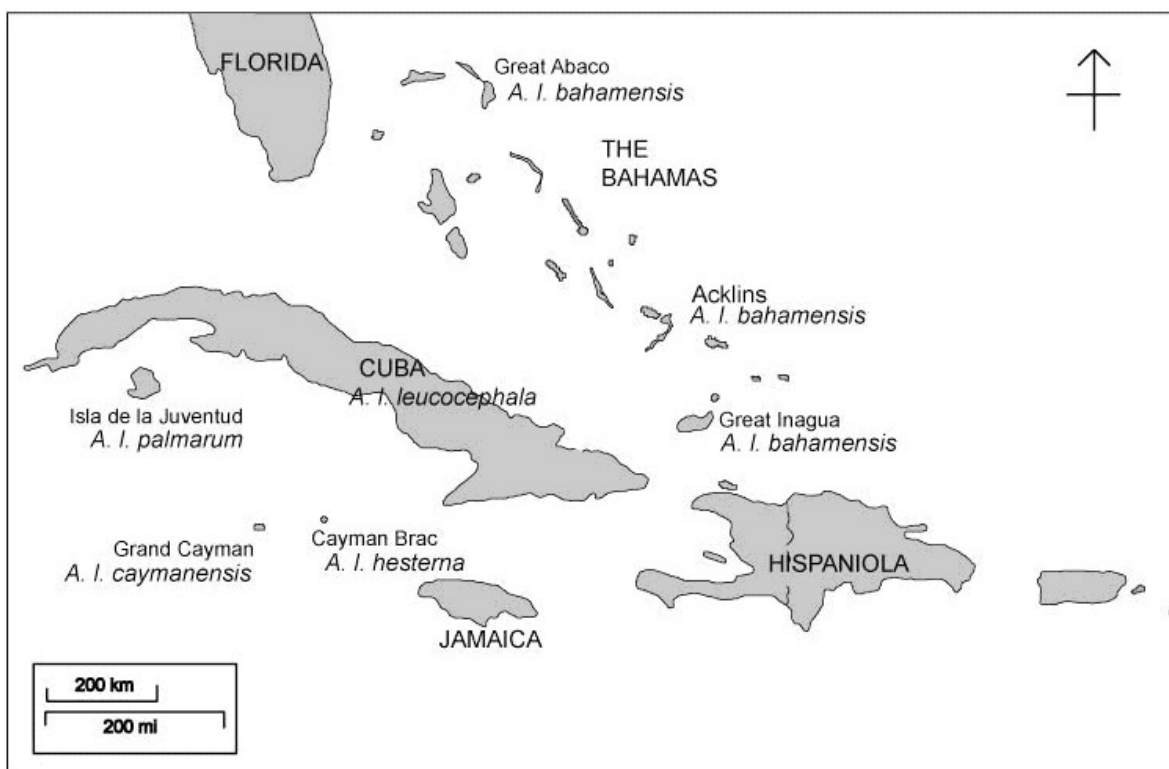 FLORIDA
Great Abaco
A. l. bahamensis
THE
BAHAMAS
Acklins
A. l. bahamensis
CUBA
A. l. leucocephala
Isla de la Juventud
A. l. palmarum
Great Inagua
A. l. bahamensis
Grand Cayman
A. l. caymanensis
Cayman Brac
A. l. hesterna
HISPANIOLA
JAMAICA
200 km
200 mi